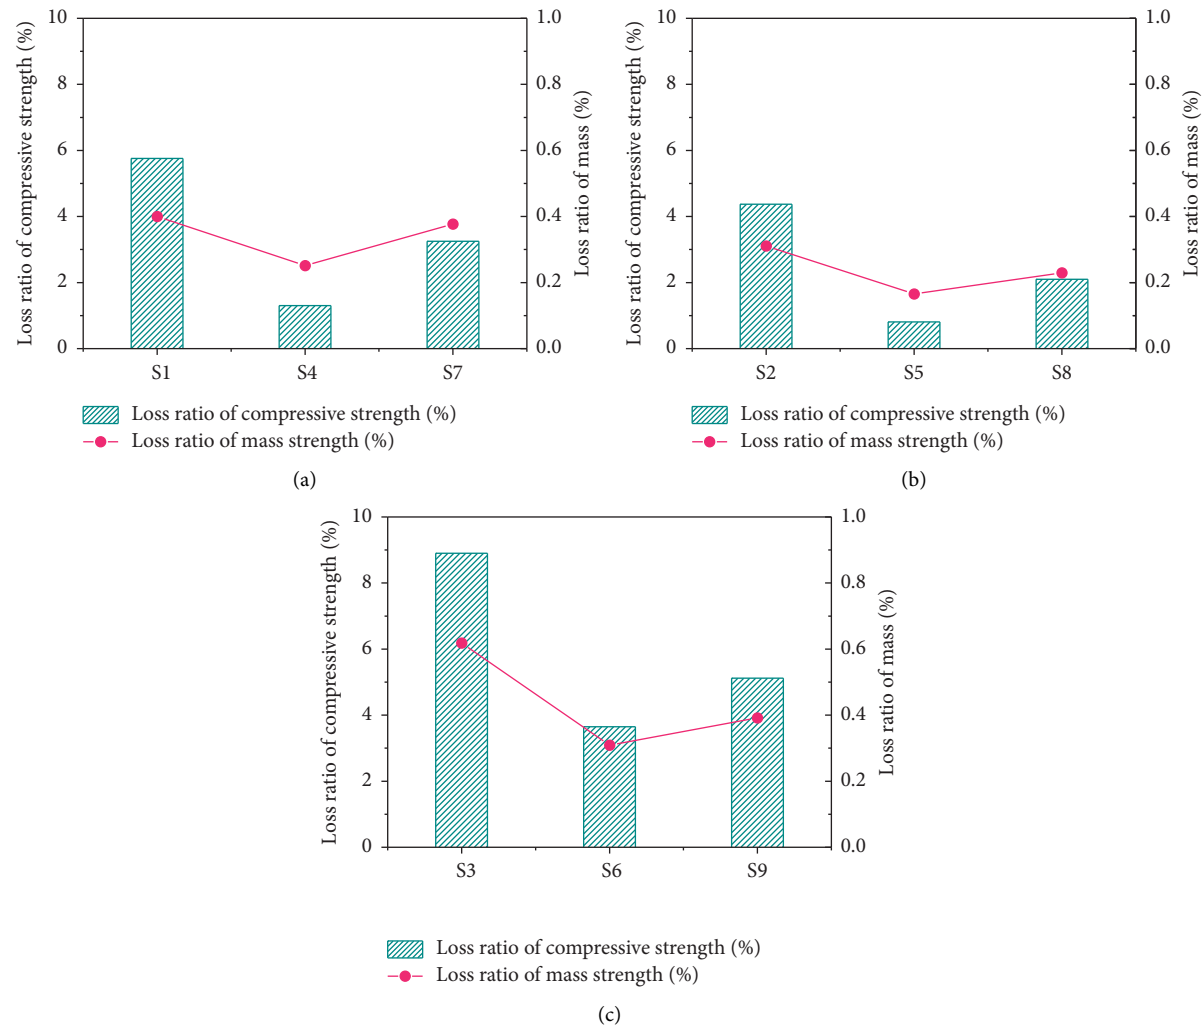 Loss ratio of compressive strength (%)
10
8
6
4
2
0
1.0
0.8
0.6
0.4
0.2
0.0
Loss ratio of mass (%)
S1 S4 S7
Loss ratio of compressive strength (%)
Loss ratio of mass strength (%)
(a)
Loss ratio of compressive strength (%)
10
8
6
4
2
0
1.0
0.8
0.6
0.4
0.2
0.0
Loss ratio of mass (%)
S2 S5 S8
Loss ratio of compressive strength (%)
Loss ratio of mass strength (%)
(b)
Loss ratio of compressive strength (%)
10
8
6
4
2
0
1.0
0.8
0.6
0.4
0.2
0.0
Loss ratio of mass (%)
S3 S6 S9
Loss ratio of compressive strength (%)
Loss ratio of mass strength (%)
(c)